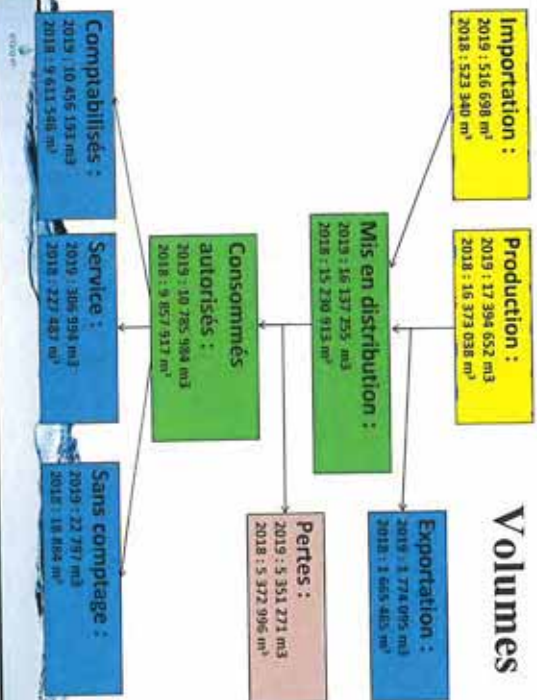 Volumes
Importation :
2019 : 516 698 m³
2018 : 523 340 m³
Production :
2019 : 17 394 652 m3
2018 : 16 373 038 m³
Exportation :
2019 : 1 774 095 m3
2018 : 1 665 465 m³
Mis en distribution :
2019 : 16 137 255 m3
2018 : 15 230 913 m³
Pertes :
2019 : 5 351 271 m3
2018 : 5 372 996 m³
Consommés
autorisés :
2019 : 10 785 984 m3
2018 : 9 857 917 m³
Comptabilisés :
2019 : 10 456 193 m3
2018 : 9 611 546 m³
Service :
2019 : 306 994 m3
2018 : 227 487 m³
Sans comptage :
2019 : 22 797 m3
2018 : 18 884 m³